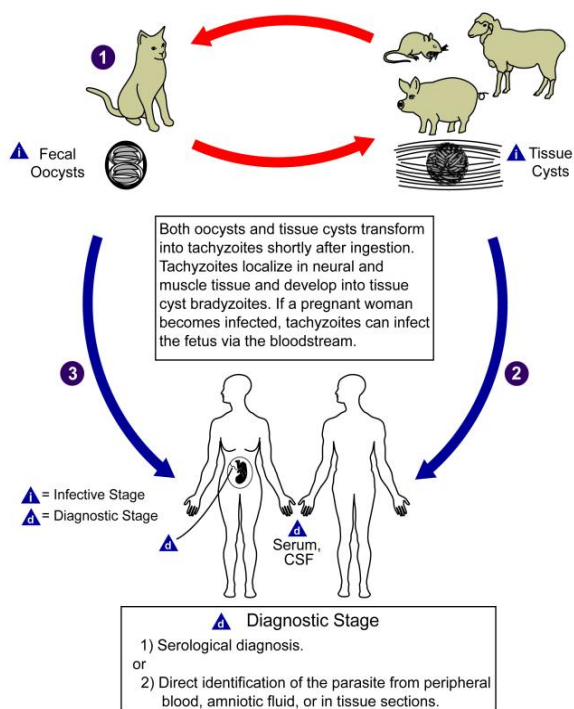 1
i Fecal
Oocysts
i Tissue
Cysts
Both oocysts and tissue cysts transform
into tachyzoites shortly after ingestion.
Tachyzoites localize in neural and
muscle tissue and develop into tissue
cyst bradyzoites. If a pregnant woman
becomes infected, tachyzoites can infect
the fetus via the bloodstream.
3
2
i = Infective Stage
d = Diagnostic Stage
d
d
Serum,
CSF
d Diagnostic Stage
1) Serological diagnosis.
or
2) Direct identification of the parasite from peripheral
blood, amniotic fluid, or in tissue sections.